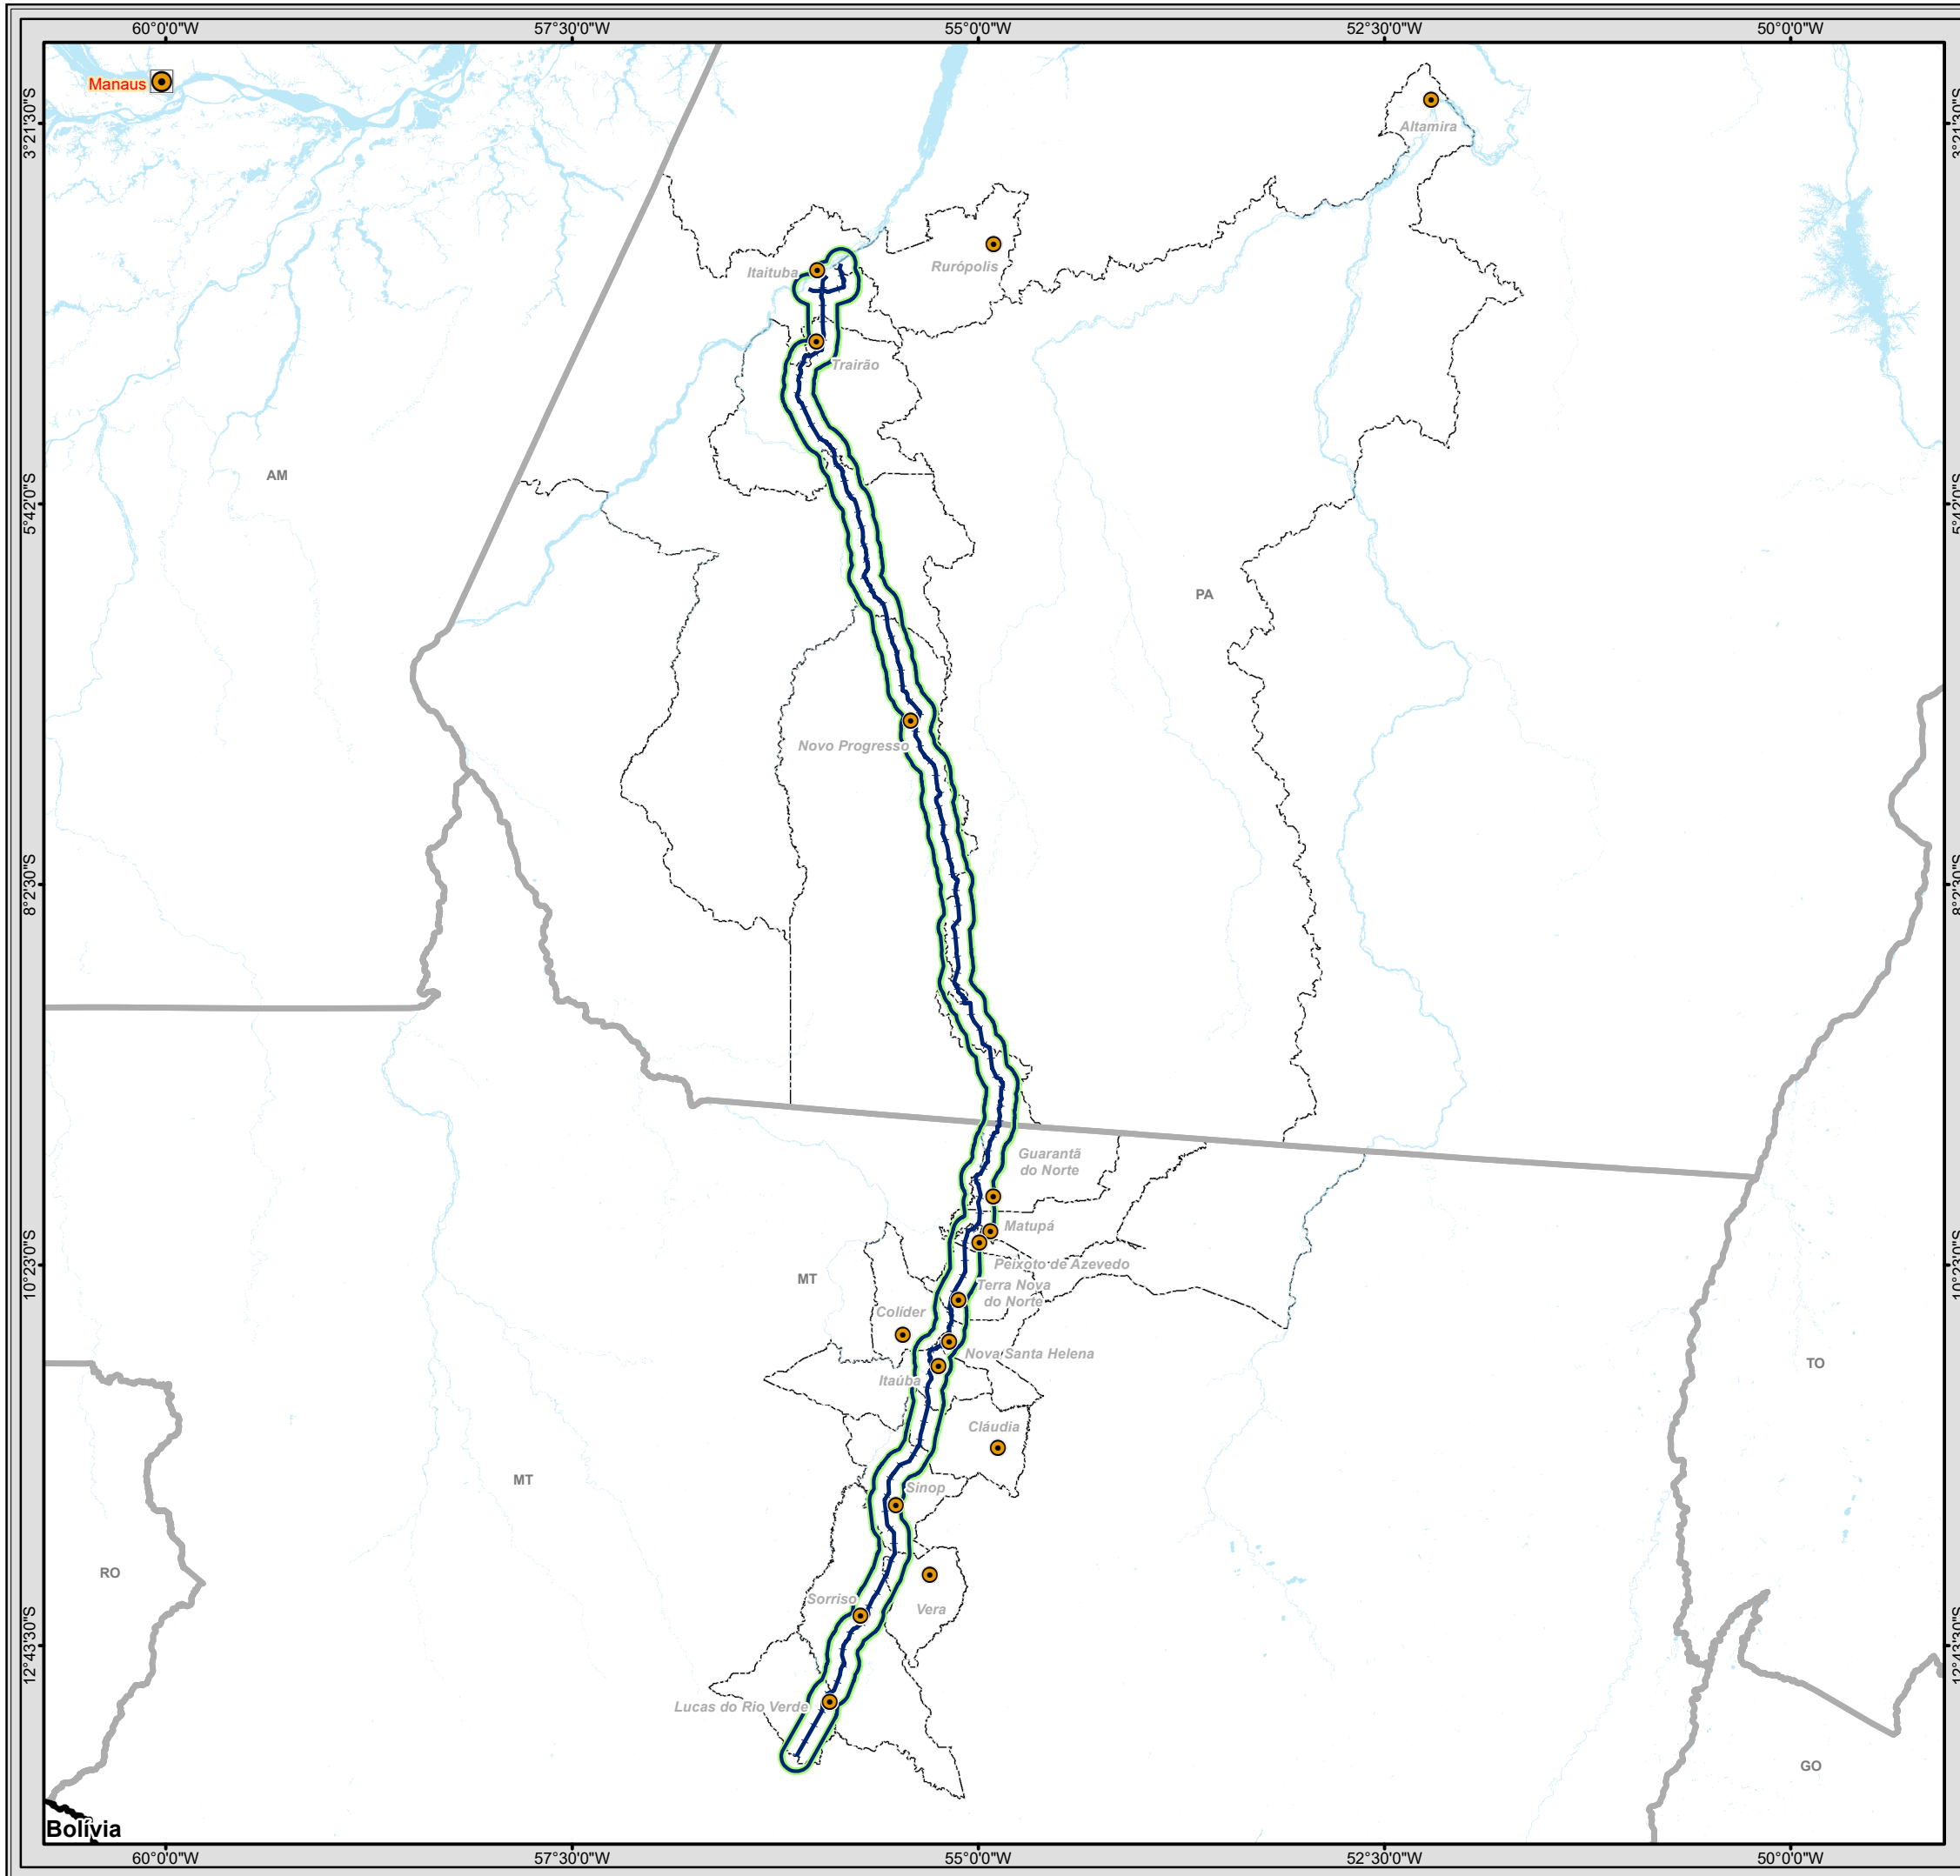 60°0'0"W
57°30'0"W
55°0'0"W
52°30'0"W
50°0'0"W
Manaus
3°21'30"S
3°21'30"S
Altamira
Itaituba
Rurópolis
Trairão
AM
5°42'0"S
5°42'0"S
PA
Novo Progresso
8°2'30"S
8°2'30"S
Guarantã
do Norte
Matupá
Peixoto de Azevedo
10°23'0"S
10°23'0"S
MT
Terra Nova
do Norte
Colíder
Nova Santa Helena
TO
Itaúba
Cláudia
MT
Sinop
RO
Sorriso
Vera
12°43'30"S
12°43'30"S
Lucas do Rio Verde
GO
Bolívia
60°0'0"W
57°30'0"W
55°0'0"W
52°30'0"W
50°0'0"W